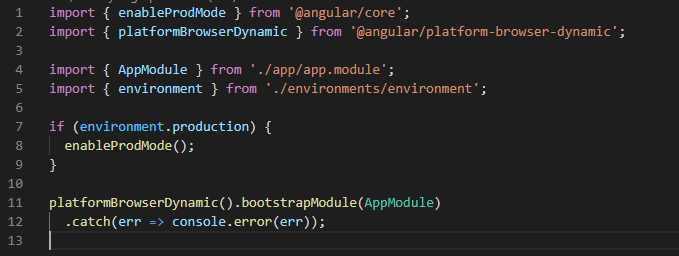 1 import { enableProdMode } from '@angular/core';
2 import { platformBrowserDynamic } from '@angular/platform-browser-dynamic';
3
4 import { AppModule } from './app/app.module';
5 import { environment } from './environments/environment';
6
7 if (environment.production) {
8   enableProdMode();
9 }
10
11 platformBrowserDynamic().bootstrapModule(AppModule)
12   .catch(err => console.error(err));
13